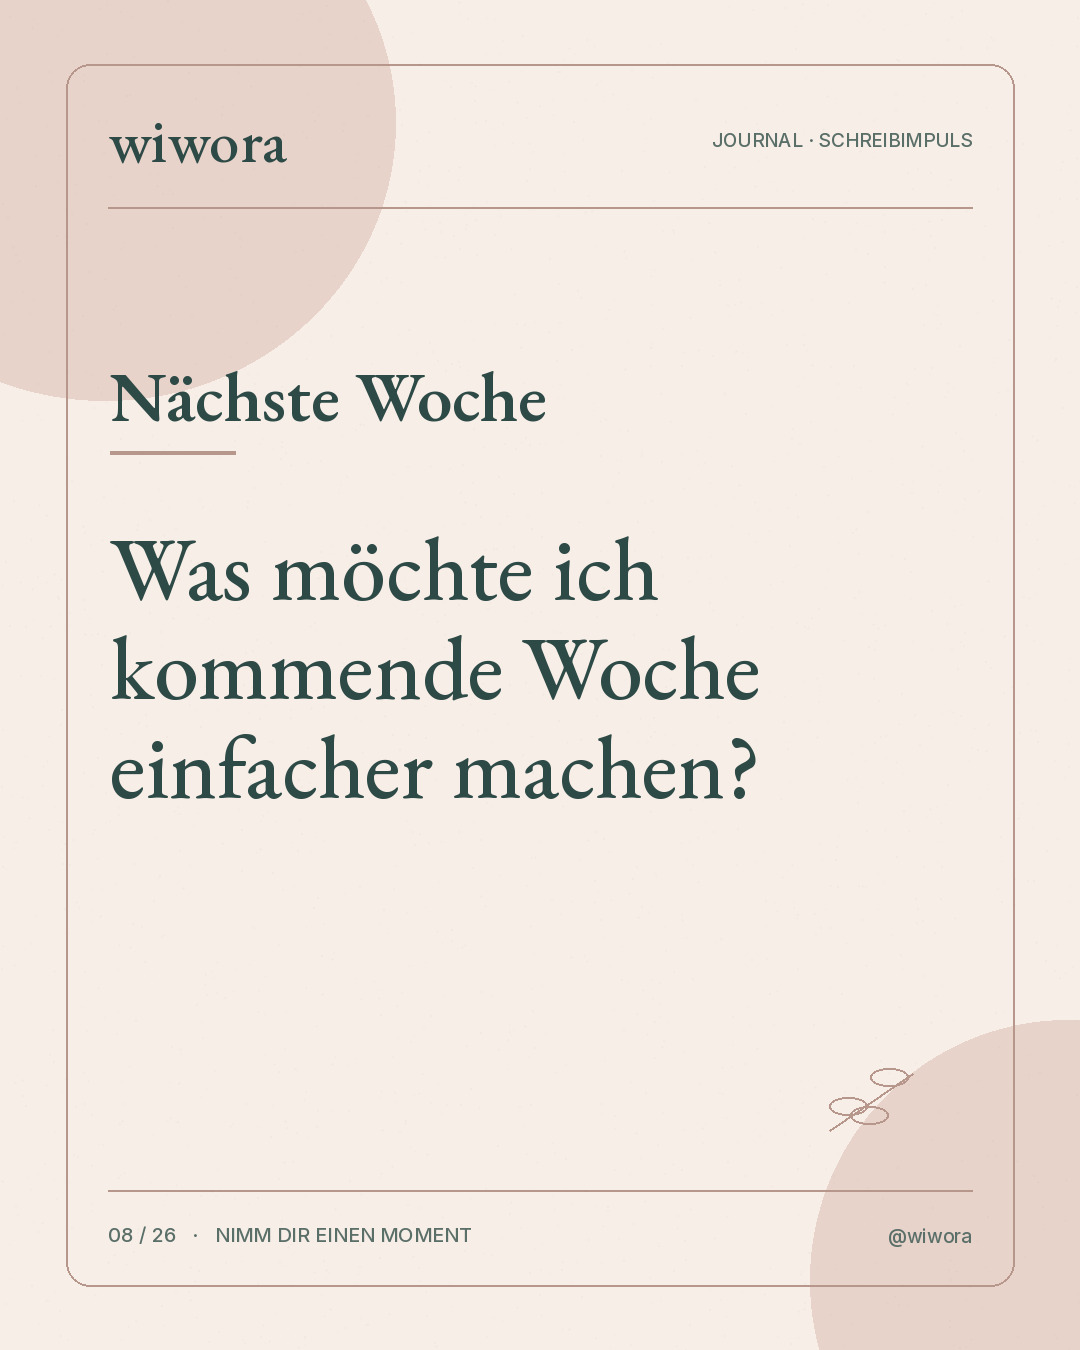 wiwora
JOURNAL · SCHREIBIMPULS
Nächste Woche
Was möchte ich
kommende Woche
einfacher machen?
08 / 26 · NIMM DIR EINEN MOMENT
@wiwora